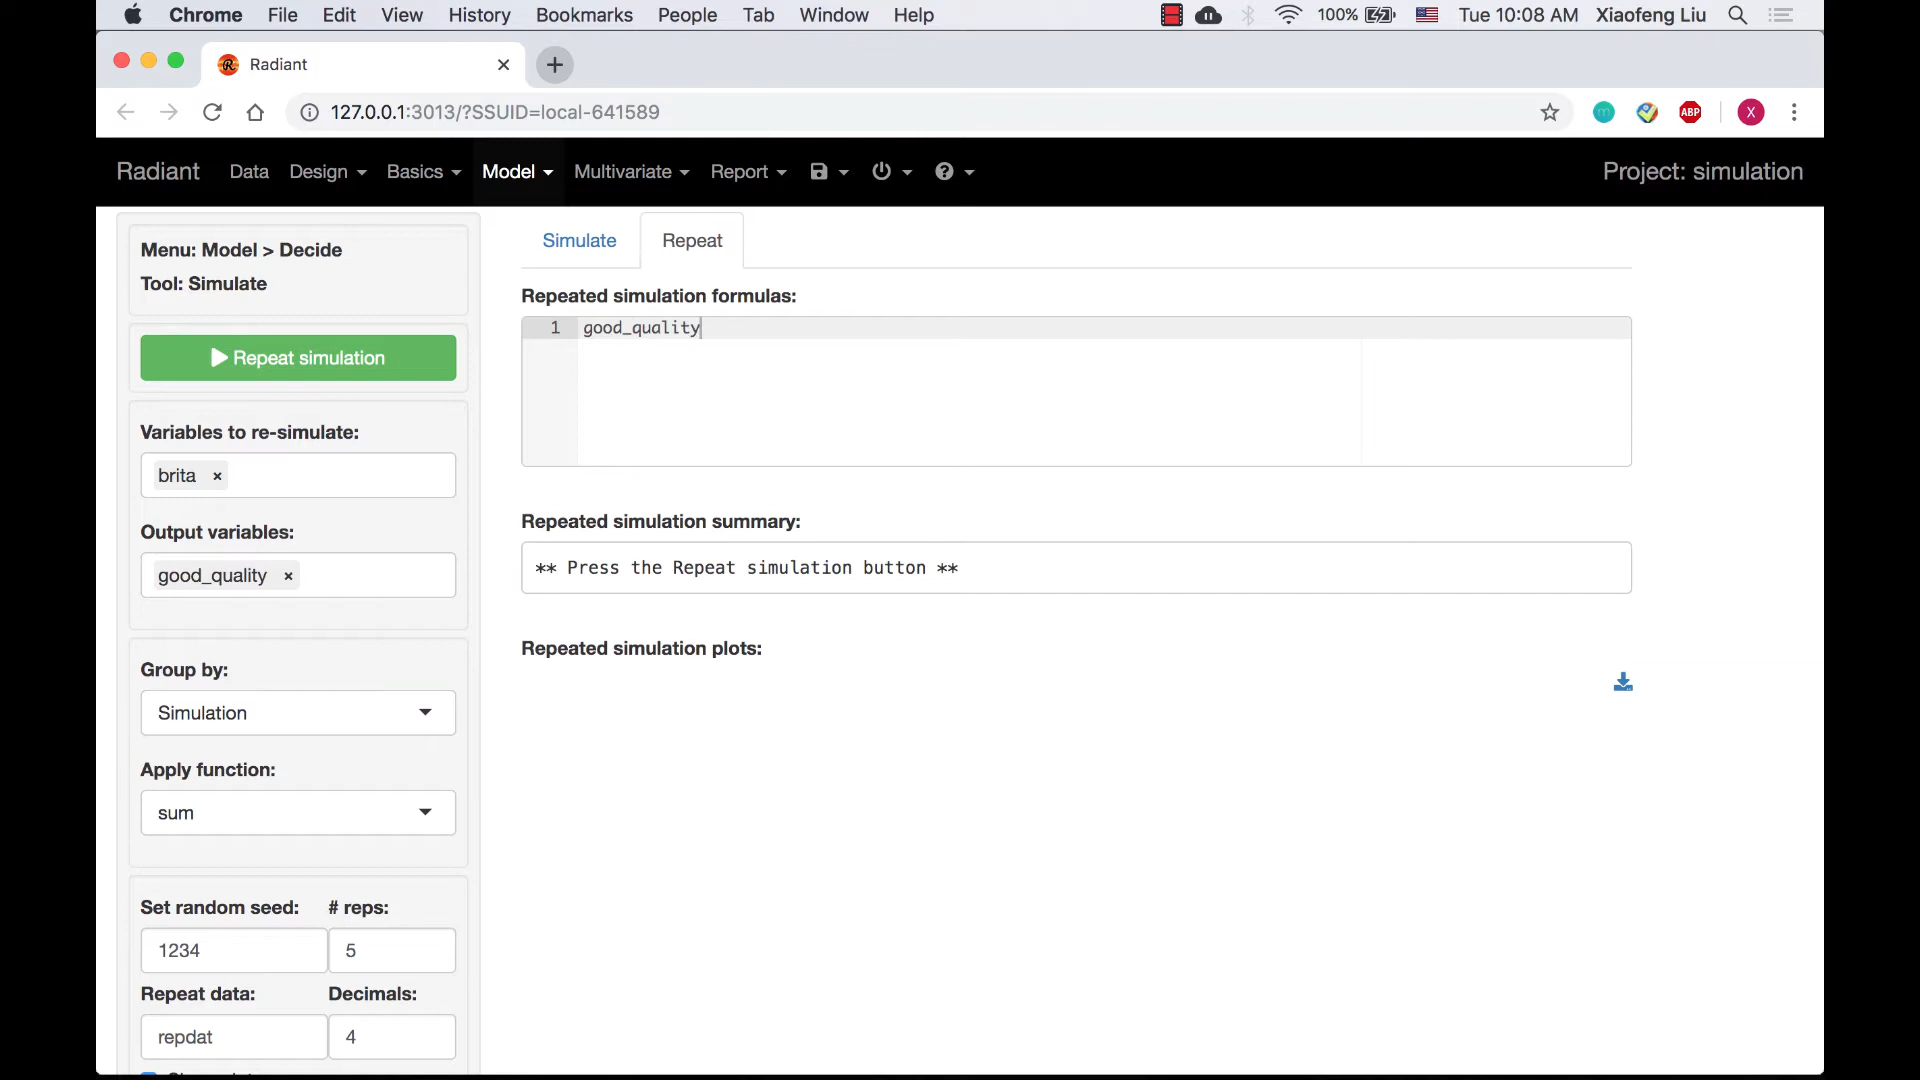 Chrome File Edit View History Bookmarks People Tab Window Help 100% Tue 10:08 AM Xiaofeng Liu
Radiant
127.0.0.1:3013/?SSUID=local-641589 ABP X
Radiant Data Design Basics Model Multivariate Report Project: simulation
Menu: Model > Decide
Tool: Simulate
Repeat simulation
Variables to re-simulate:
brita ×
Output variables:
good_quality ×
Group by:
Simulation
Apply function:
sum
Set random seed: # reps:
1234 5
Repeat data: Decimals:
repdat 4
Simulate Repeat
Repeated simulation formulas:
1 good_quality
Repeated simulation summary:
** Press the Repeat simulation button **
Repeated simulation plots: